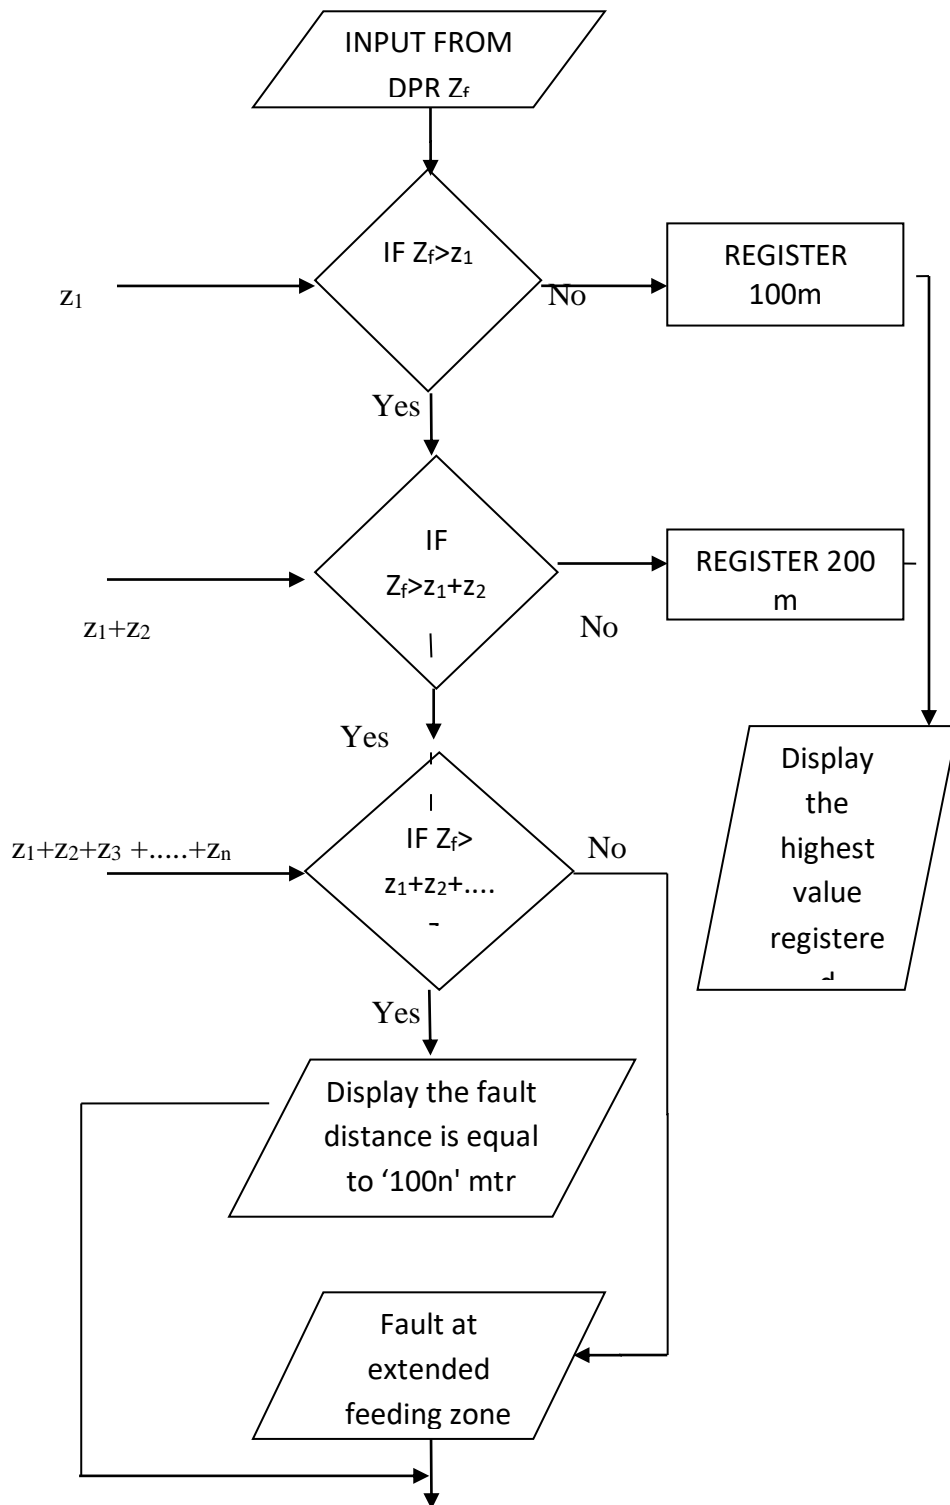 INPUT FROM
DPR Zf
IF Zf>z1
z1
No
REGISTER
100m
Yes
IF
Zf>z1+z2
z1+z2
No
REGISTER 200
m
Yes
IF Zf>
z1+z2+....
z1+z2+z3 +.....+zn
No
Display
the
highest
value
registere
d
Yes
Display the fault
distance is equal
to ‘100n' mtr
Fault at
extended
feeding zone